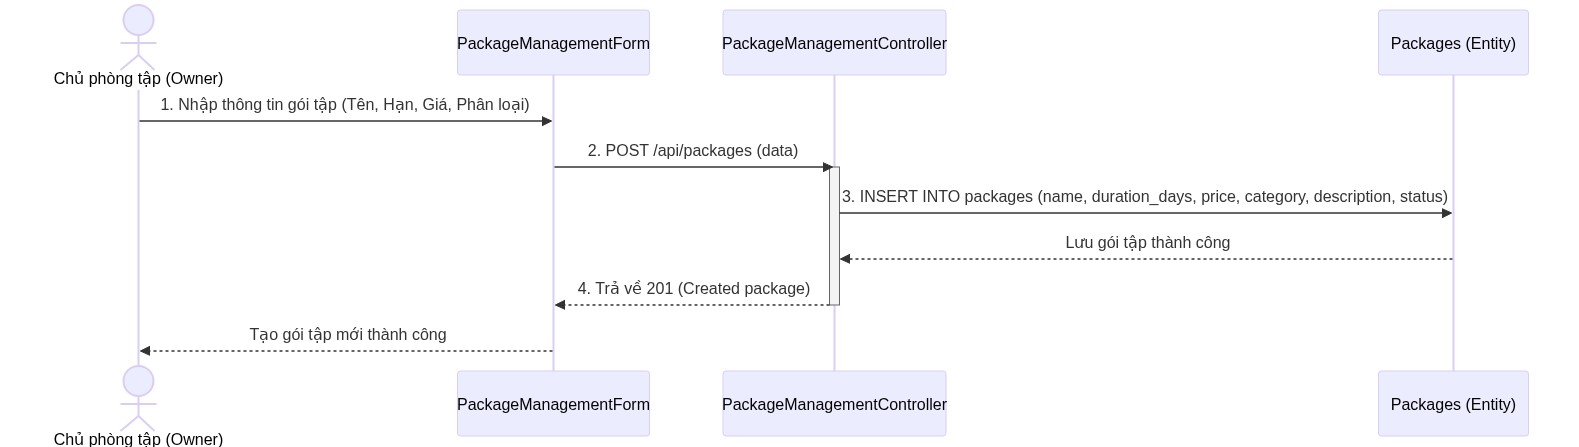 PackageManagementForm
PackageManagementController
Packages (Entity)
Chủ phòng tập (Owner)
1. Nhập thông tin gói tập (Tên, Hạn, Giá, Phân loại)
2. POST /api/packages (data)
3. INSERT INTO packages (name, duration_days, price, category, description, status)
Lưu gói tập thành công
4. Trả về 201 (Created package)
Tạo gói tập mới thành công
PackageManagementForm
PackageManagementController
Packages (Entity)
Chủ phòng tập (Owner)